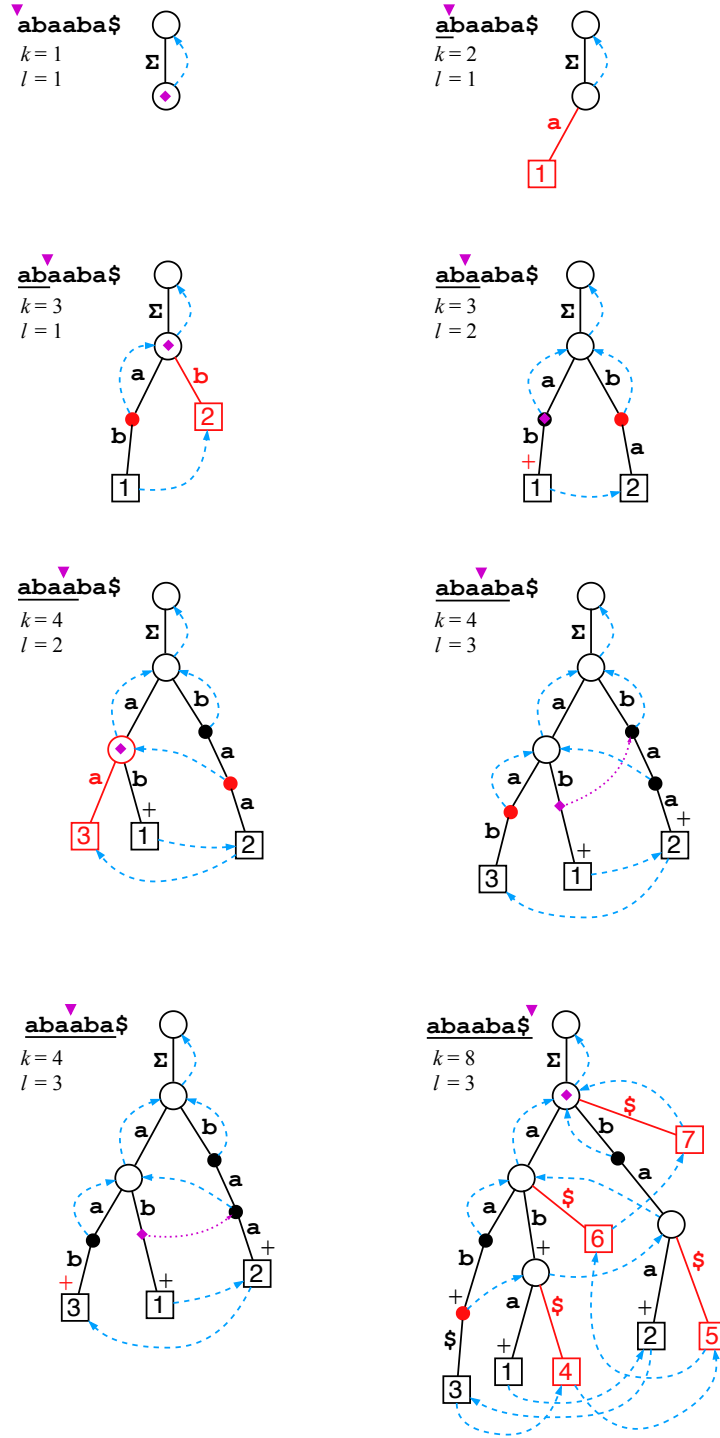 abaaba$
k = 1
l = 1
Σ
abaaba$
k = 2
l = 1
Σ
a
1
abaaba$
k = 3
l = 1
Σ
a
b
b
2
1
abaaba$
k = 3
l = 2
Σ
a
b
b
a
+
1
2
abaaba$
k = 4
l = 2
Σ
a
b
a
a
b
a
+
3
1
2
abaaba$
k = 4
l = 3
Σ
a
b
a
a
b
a
b
+
+
2
3
1
abaaba$
k = 4
l = 3
Σ
a
b
a
a
b
a
b
+
+
+
2
3
1
abaaba$
k = 8
l = 3
Σ
$
a
b
7
a
a
$
b
6
b
+
a
$
+
a
$
+
$
+
2
5
1
4
3